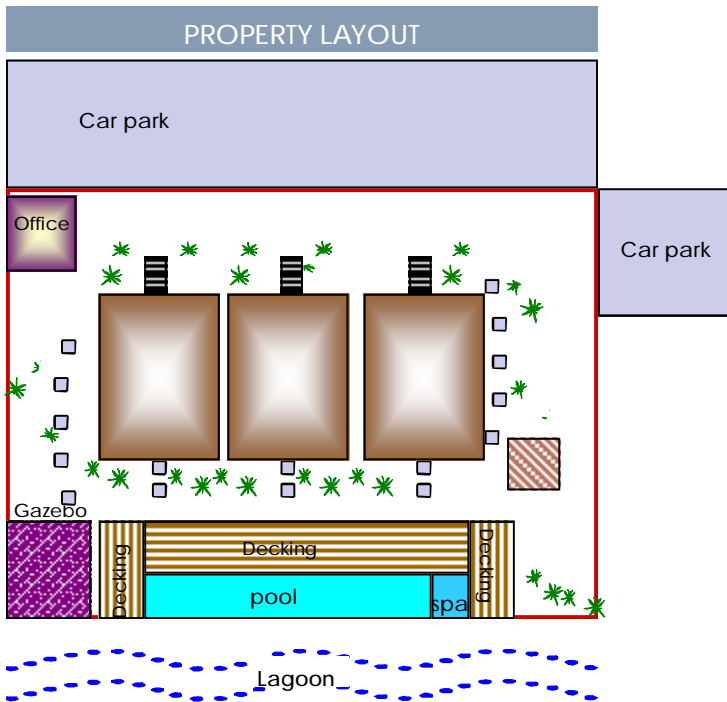 PROPERTY LAYOUT
Car park
Office
Car park
Gazebo
Decking
Decking
Decking
pool
spa
Lagoon